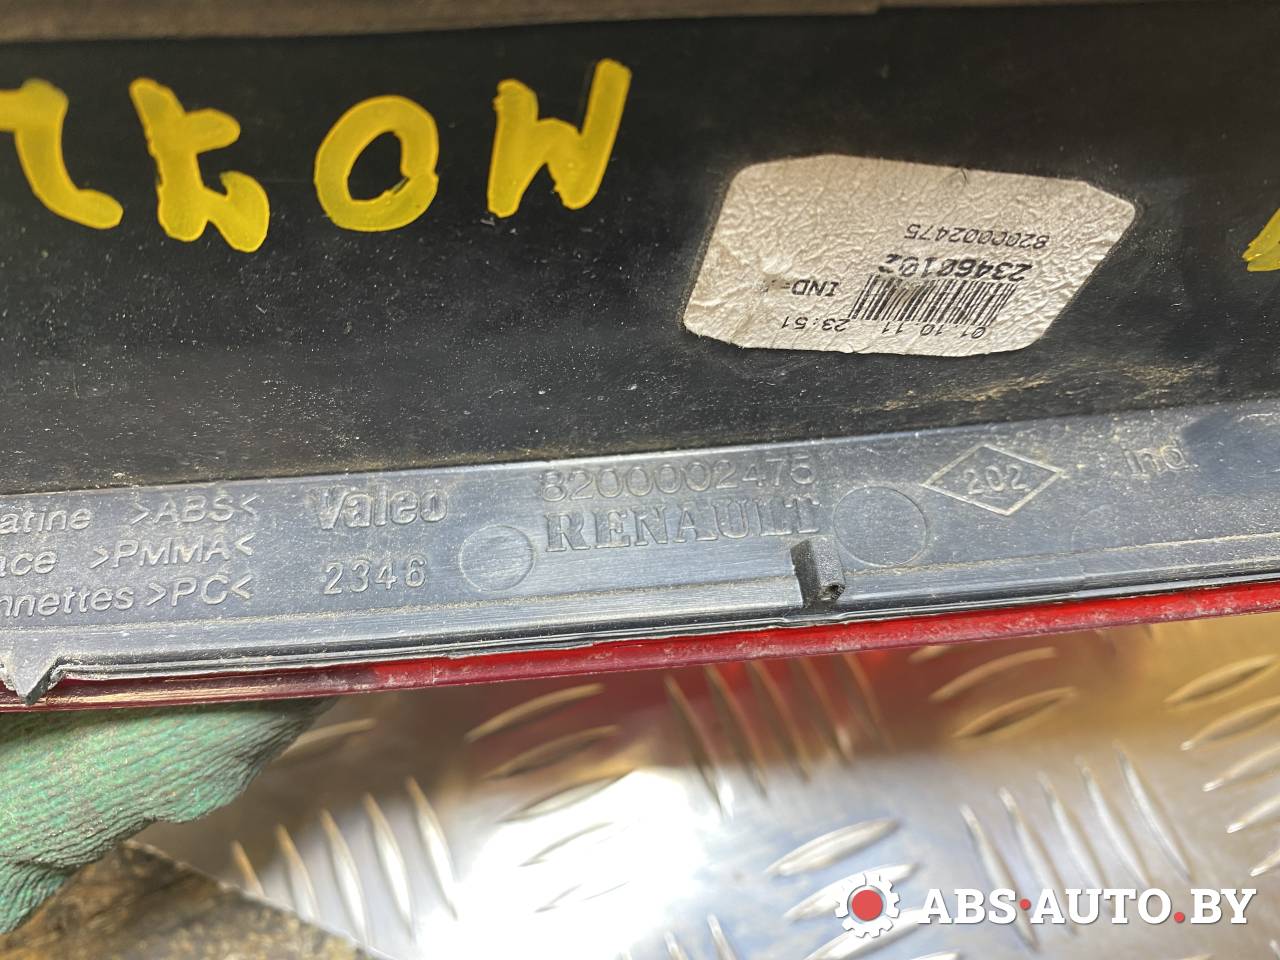 8200002475
23460102
IND=
01 10 11 23:51
8200002475
RENAULT
202
ind
Valeo
2346
atine >ABS<
ace >PMMA<
nnettes >PC<
ABS·AUTO.BY